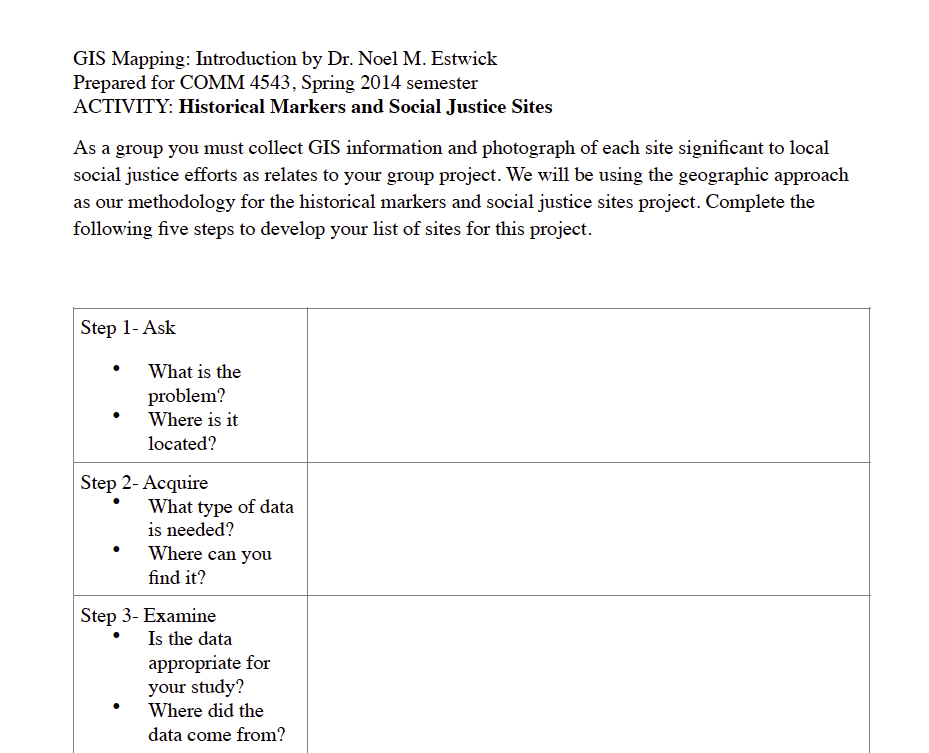 GIS Mapping: Introduction by Dr. Noel M. Estwick
Prepared for COMM 4543, Spring 2014 semester
ACTIVITY: Historical Markers and Social Justice Sites
As a group you must collect GIS information and photograph of each site significant to local
social justice efforts as relates to your group project. We will be using the geographic approach
as our methodology for the historical markers and social justice sites project. Complete the
following five steps to develop your list of sites for this project.
Step 1- Ask
• What is the
problem?
• Where is it
located?
Step 2- Acquire
• What type of data
is needed?
• Where can you
find it?
Step 3- Examine
• Is the data
appropriate for
your study?
• Where did the
data come from?